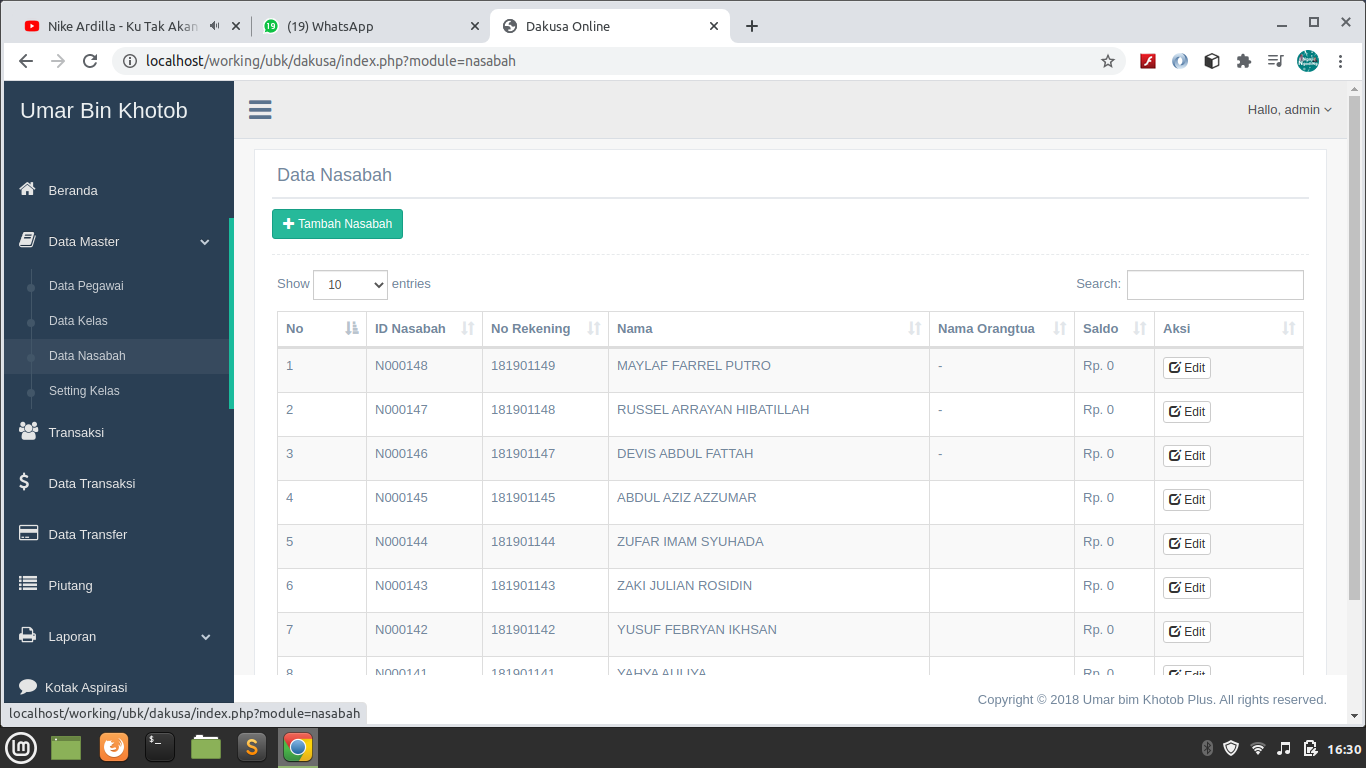 Nike Ardilla - Ku Tak Akan
(19) WhatsApp
Dakusa Online
localhost/working/ubk/dakusa/index.php?module=nasabah
Umar Bin Khotob
Hallo, admin
Beranda
Data Master
Data Pegawai
Data Kelas
Data Nasabah
Setting Kelas
Transaksi
Data Transaksi
Data Transfer
Piutang
Laporan
Kotak Aspirasi
Data Nasabah
Tambah Nasabah
Show 10 entries Search:
No ID Nasabah No Rekening Nama Nama Orangtua Saldo Aksi
1 N000148 181901149 MAYLAF FARREL PUTRO - Rp. 0 Edit
2 N000147 181901148 RUSSEL ARRAYAN HIBATILLAH - Rp. 0 Edit
3 N000146 181901147 DEVIS ABDUL FATTAH - Rp. 0 Edit
4 N000145 181901145 ABDUL AZIZ AZZUMAR Rp. 0 Edit
5 N000144 181901144 ZUFAR IMAM SYUHADA Rp. 0 Edit
6 N000143 181901143 ZAKI JULIAN ROSIDIN Rp. 0 Edit
7 N000142 181901142 YUSUF FEBRYAN IKHSAN Rp. 0 Edit
8 N000141 181901141 YAHYA AULIYA Rp. 0 Edit
Copyright © 2018 Umar bim Khotob Plus. All rights reserved.
localhost/working/ubk/dakusa/index.php?module=nasabah
16:30